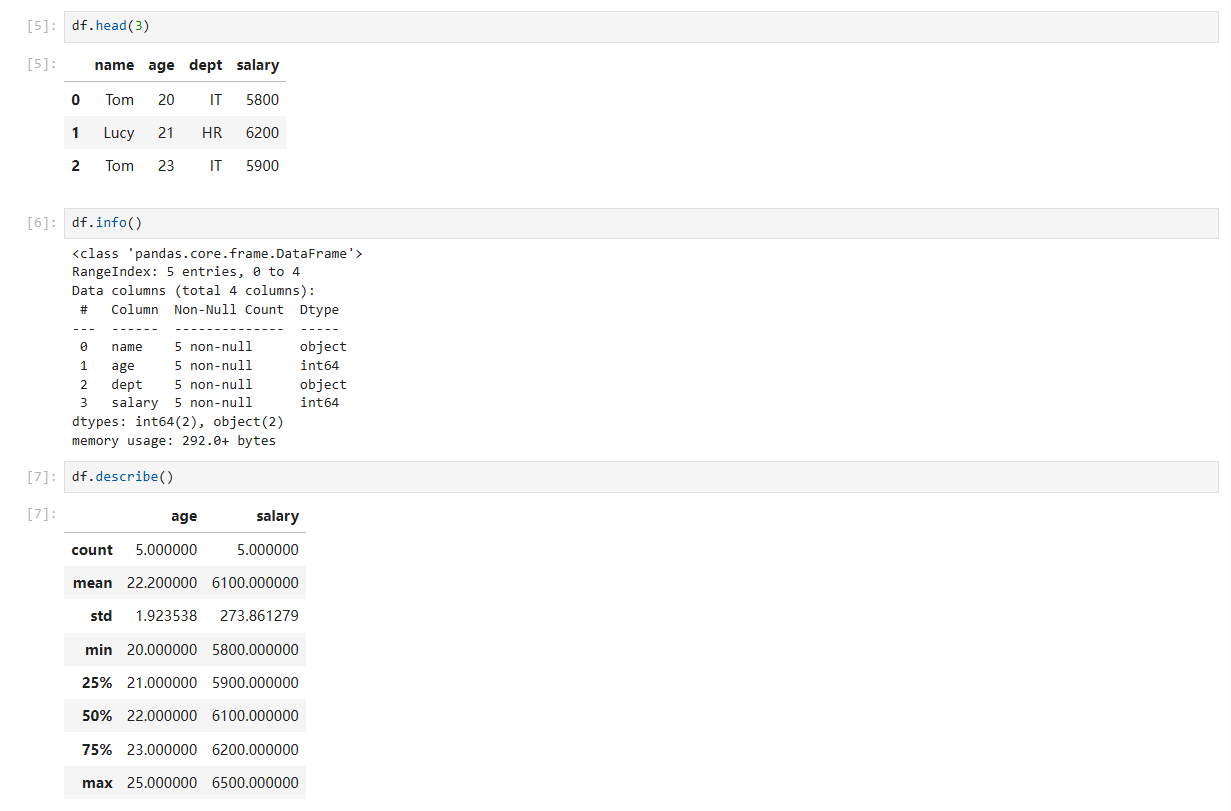 [5]: df.head(3)
[5]: name age dept salary
0 Tom 20 IT 5800
1 Lucy 21 HR 6200
2 Tom 23 IT 5900
[6]: df.info()
<class 'pandas.core.frame.DataFrame'>
RangeIndex: 5 entries, 0 to 4
Data columns (total 4 columns):
 #   Column  Non-Null Count  Dtype
---  ------  --------------  -----
 0   name    5 non-null      object
 1   age     5 non-null      int64
 2   dept    5 non-null      object
 3   salary  5 non-null      int64
dtypes: int64(2), object(2)
memory usage: 292.0+ bytes
[7]: df.describe()
[7]: age salary
count 5.000000 5.000000
mean 22.200000 6100.000000
std 1.923538 273.861279
min 20.000000 5800.000000
25% 21.000000 5900.000000
50% 22.000000 6100.000000
75% 23.000000 6200.000000
max 25.000000 6500.000000